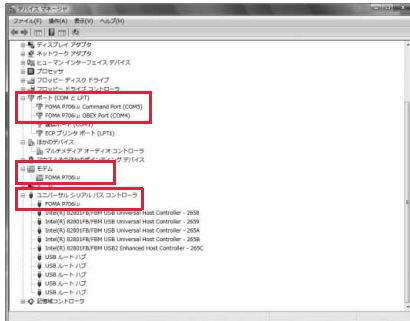 デバイス マネージャ
ファイル(F) 操作(A) 表示(V) ヘルプ(H)
ディスプレイ アダプタ
ネットワーク アダプタ
ヒューマン インターフェイス デバイス
プロセッサ
フロッピー ディスク ドライブ
フロッピ ドライブ コントローラ
ポート (COM と LPT)
FOMA P706iμ Command Port (COM5)
FOMA P706iμ OBEX Port (COM4)
通信ポート (COM1)
ECP プリンタ ポート (LPT1)
ほかのデバイス
マルチメディア オーディオ コントローラ
マウスとそのほかのポインティング デバイス
モデム
FOMA P706iμ
ユニバーサル シリアル バス コントローラ
FOMA P706iμ
Intel(R) 82801FB/FBM USB Universal Host Controller - 2658
Intel(R) 82801FB/FBM USB Universal Host Controller - 2659
Intel(R) 82801FB/FBM USB Universal Host Controller - 265A
Intel(R) 82801FB/FBM USB Universal Host Controller - 265B
Intel(R) 82801FB/FBM USB2 Enhanced Host Controller - 265C
USB ルート ハブ
USB ルート ハブ
USB ルート ハブ
USB ルート ハブ
USB ルート ハブ
記憶域コントローラ